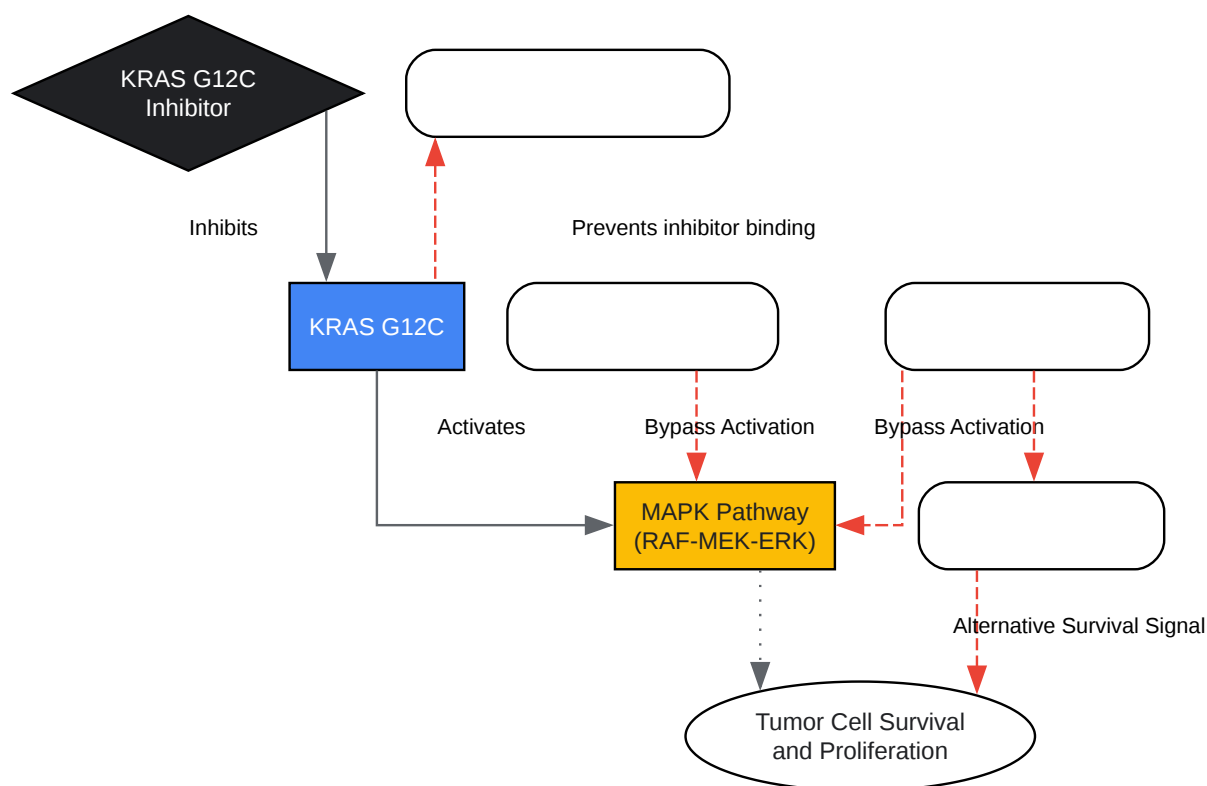 KRAS G12C
Inhibitor
Inhibits
Prevents inhibitor binding
KRAS G12C
Activates
Bypass Activation
Bypass Activation
MAPK Pathway
(RAF-MEK-ERK)
Alternative Survival Signal
Tumor Cell Survival
and Proliferation